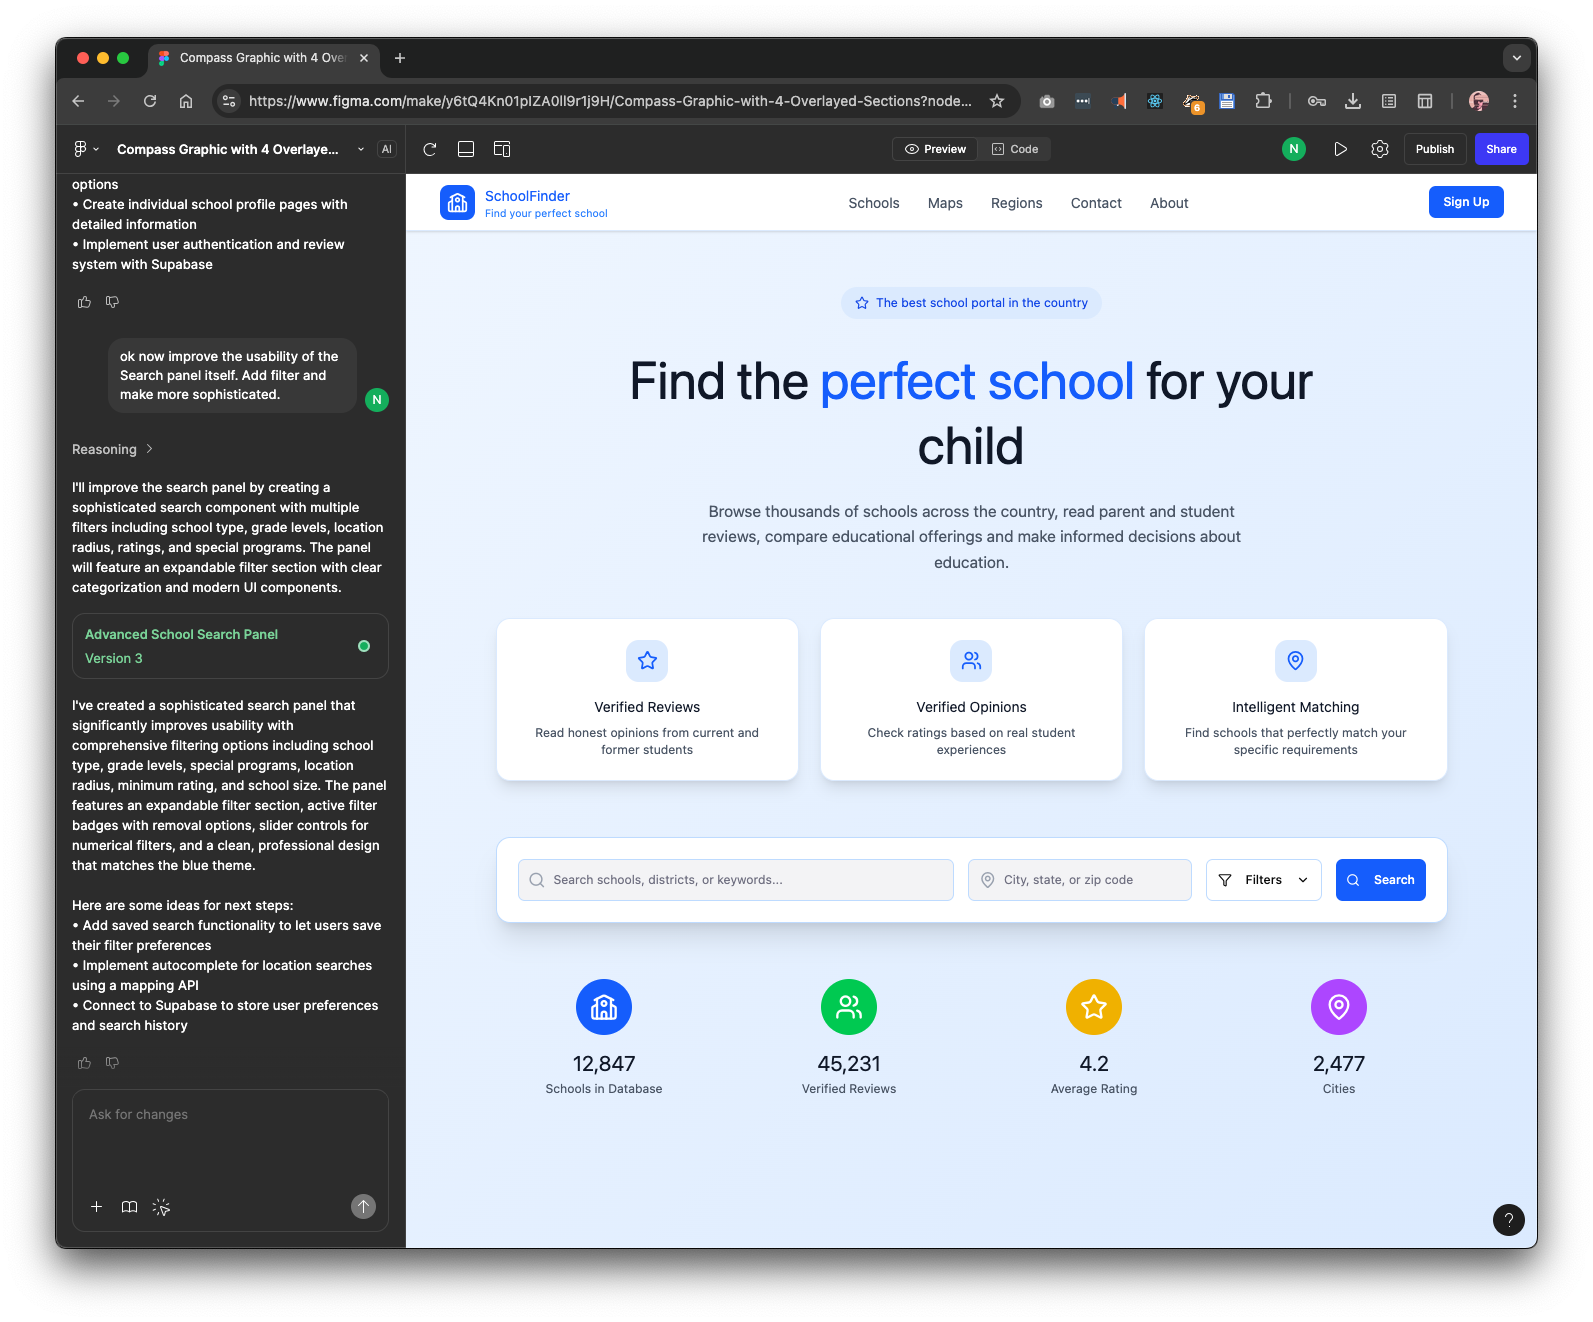 Compass Graphic with 4 Ove
https://www.figma.com/make/y6tQ4Kn01pIZA0ll9r1j9H/Compass-Graphic-with-4-Overlayed-Sections?node...
6
Compass Graphic with 4 Overlaye...
AI
Preview
Code
N
Publish
Share
options
• Create individual school profile pages with
detailed information
• Implement user authentication and review
system with Supabase
ok now improve the usability of the
Search panel itself. Add filter and
make more sophisticated.
N
Reasoning
I'll improve the search panel by creating a
sophisticated search component with multiple
filters including school type, grade levels, location
radius, ratings, and special programs. The panel
will feature an expandable filter section with clear
categorization and modern UI components.
Advanced School Search Panel
Version 3
I've created a sophisticated search panel that
significantly improves usability with
comprehensive filtering options including school
type, grade levels, special programs, location
radius, minimum rating, and school size. The panel
features an expandable filter section, active filter
badges with removal options, slider controls for
numerical filters, and a clean, professional design
that matches the blue theme.
Here are some ideas for next steps:
• Add saved search functionality to let users save
their filter preferences
• Implement autocomplete for location searches
using a mapping API
• Connect to Supabase to store user preferences
and search history
Ask for changes
SchoolFinder
Find your perfect school
Schools
Maps
Regions
Contact
About
Sign Up
The best school portal in the country
Find the perfect school for your
child
Browse thousands of schools across the country, read parent and student
reviews, compare educational offerings and make informed decisions about
education.
Verified Reviews
Read honest opinions from current and
former students
Verified Opinions
Check ratings based on real student
experiences
Intelligent Matching
Find schools that perfectly match your
specific requirements
Search schools, districts, or keywords...
City, state, or zip code
Filters
Search
12,847
Schools in Database
45,231
Verified Reviews
4.2
Average Rating
2,477
Cities
?